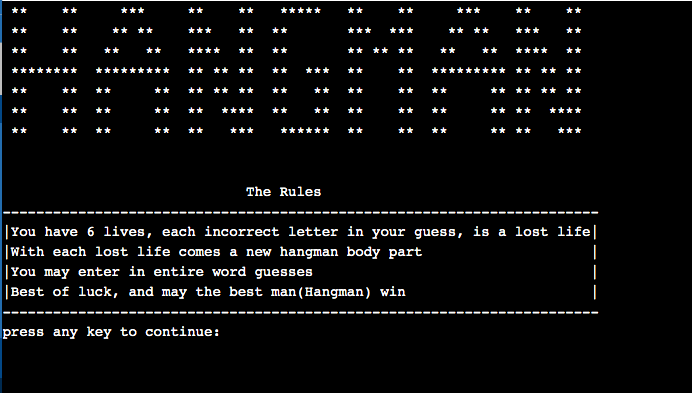 HANGMAN
The Rules
You have 6 lives, each incorrect letter in your guess, is a lost life
With each lost life comes a new hangman body part
You may enter in entire word guesses
Best of luck, and may the best man(Hangman) win
press any key to continue: